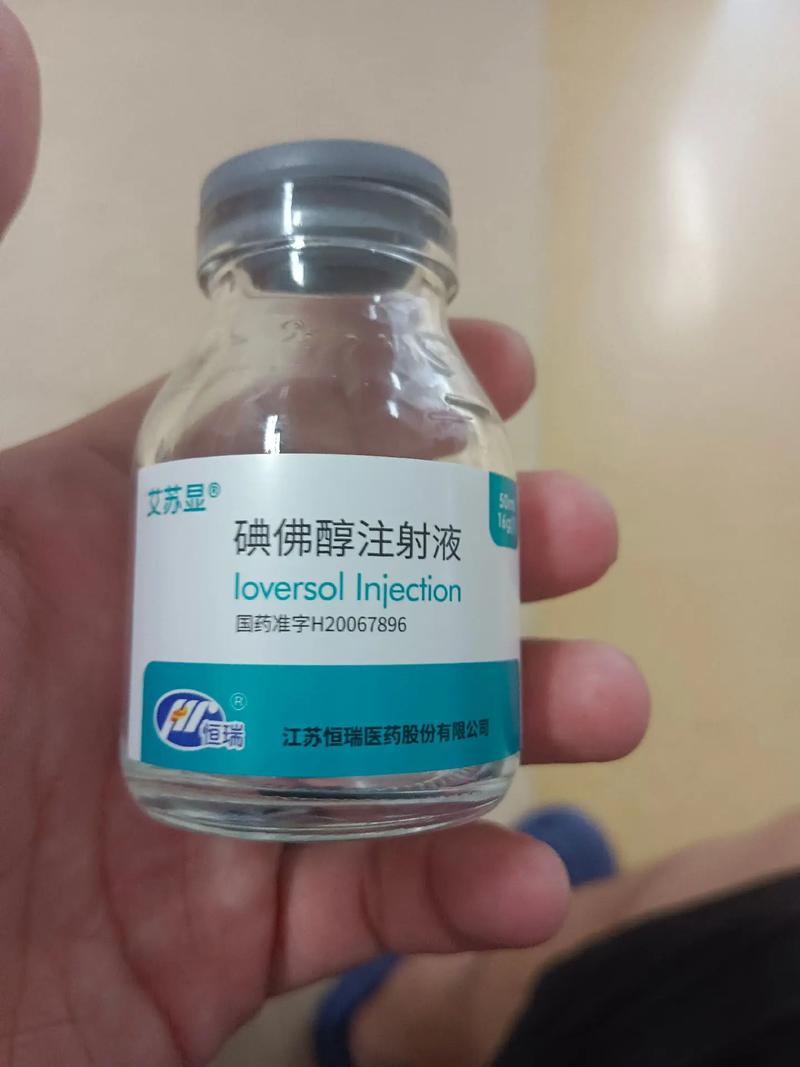 艾苏显®
碘佛醇注射液
Ioversol Injection
国药准字H20067896
恒瑞®
江苏恒瑞医药股份有限公司